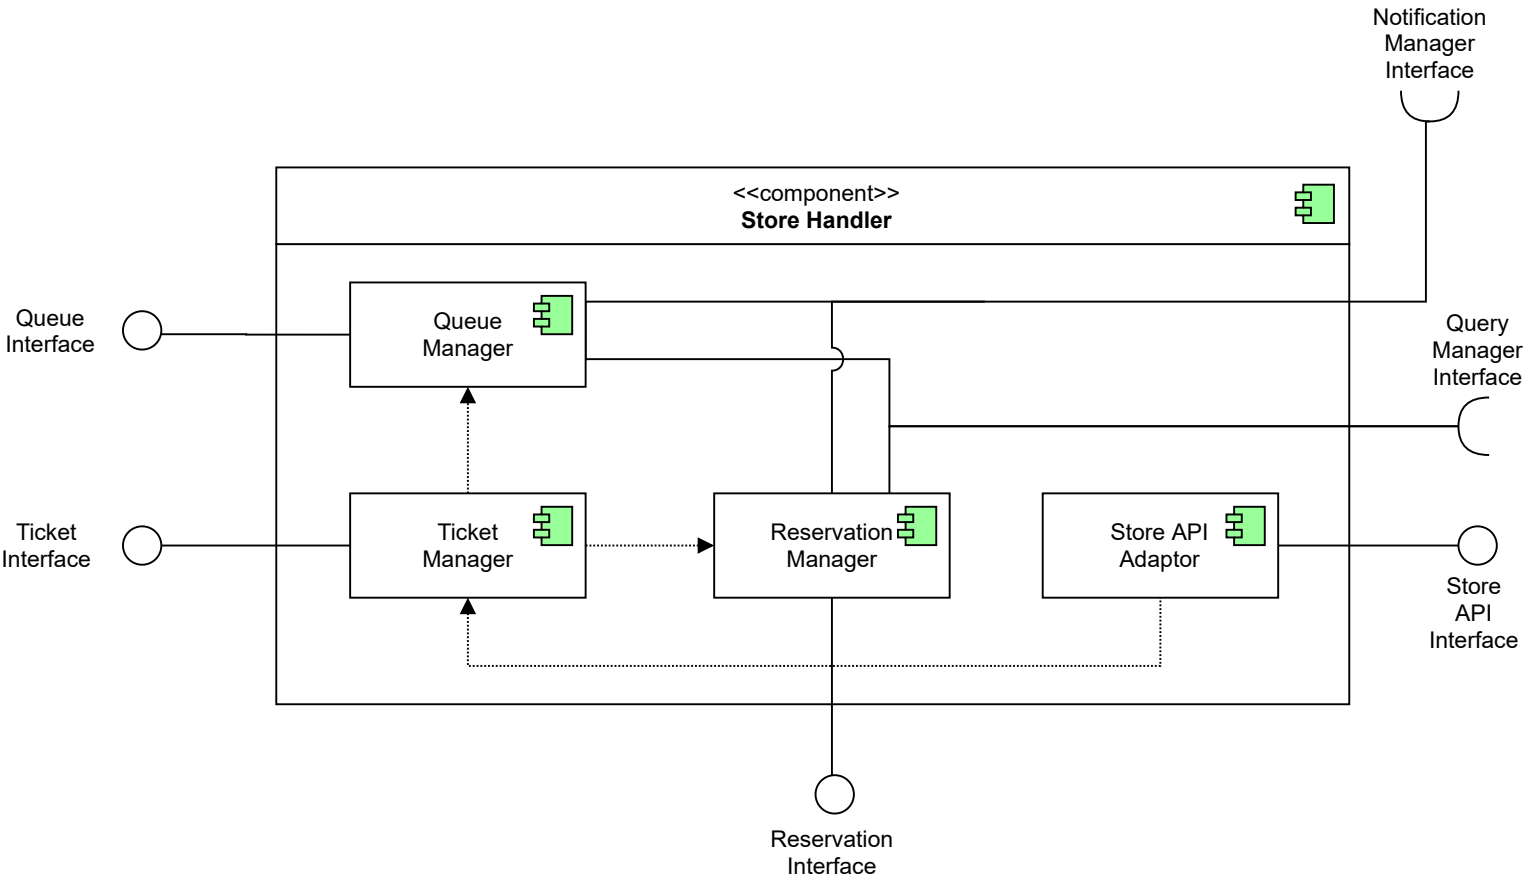 Notification
Manager
Interface
<<component>>
Store Handler
Queue
Interface
Queue
Manager
Query
Manager
Interface
Ticket
Interface
Ticket
Manager
Reservation
Manager
Store API
Adaptor
Store
API
Interface
Reservation
Interface